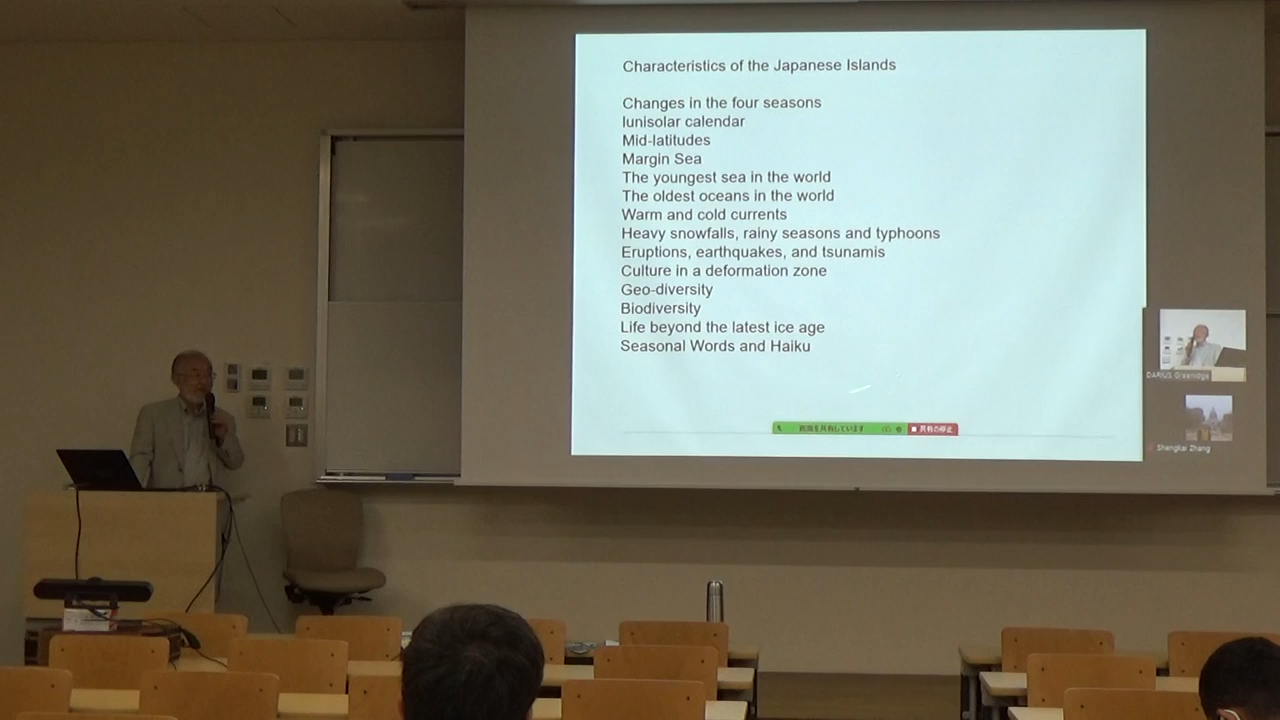 Characteristics of the Japanese Islands
Changes in the four seasons
lunisolar calendar
Mid-latitudes
Margin Sea
The youngest sea in the world
The oldest oceans in the world
Warm and cold currents
Heavy snowfalls, rainy seasons and typhoons
Eruptions, earthquakes, and tsunamis
Culture in a deformation zone
Geo-diversity
Biodiversity
Life beyond the latest ice age
Seasonal Words and Haiku
画面を共有しています
共有の停止
DARIUS Greenidge
Shengkai Zhang